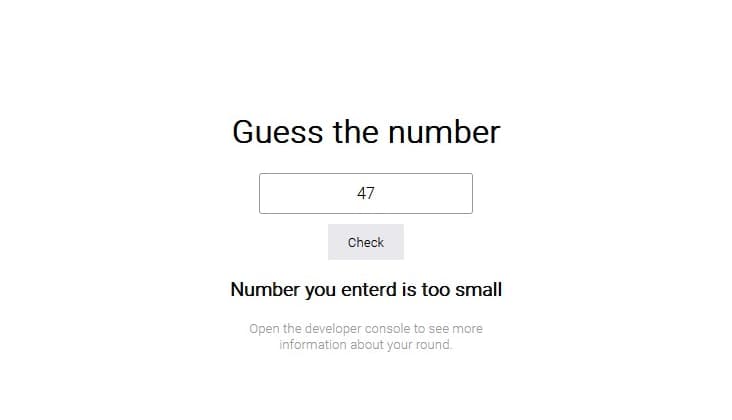 Guess the number
47
Check
Number you enterd is too small
Open the developer console to see more
information about your round.